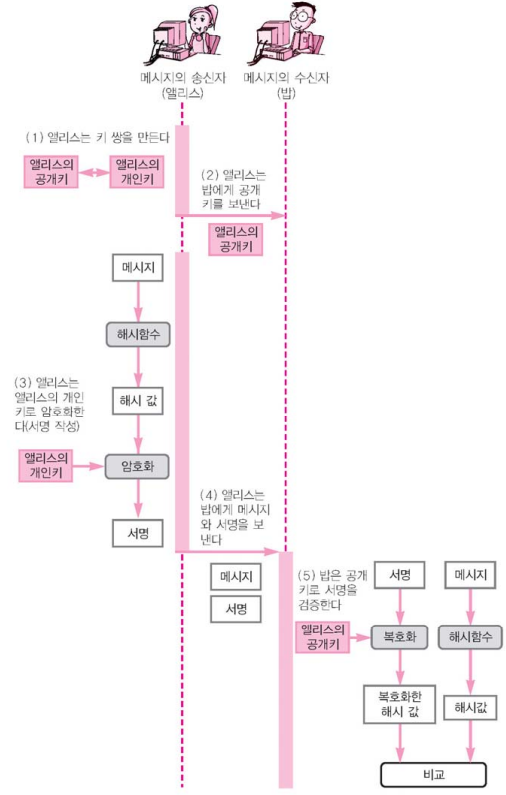 메시지의 송신자
(앨리스)
메시지의 수신자
(밥)
(1) 앨리스는 키 쌍을 만든다
앨리스의
공개키
앨리스의
개인키
(2) 앨리스는
밥에게 공개
키를 보낸다
앨리스의
공개키
메시지
해시함수
(3) 앨리스는
앨리스의 개인
키로 암호화한
다(서명 작성)
해시 값
앨리스의
개인키
암호화
서명
(4) 앨리스는
밥에게 메시지
와 서명을 보
낸다
메시지
서명
(5) 밥은 공개
키로 서명을
검증한다
앨리스의
공개키
서명
복호화
복호화한
해시 값
메시지
해시함수
해시값
비교